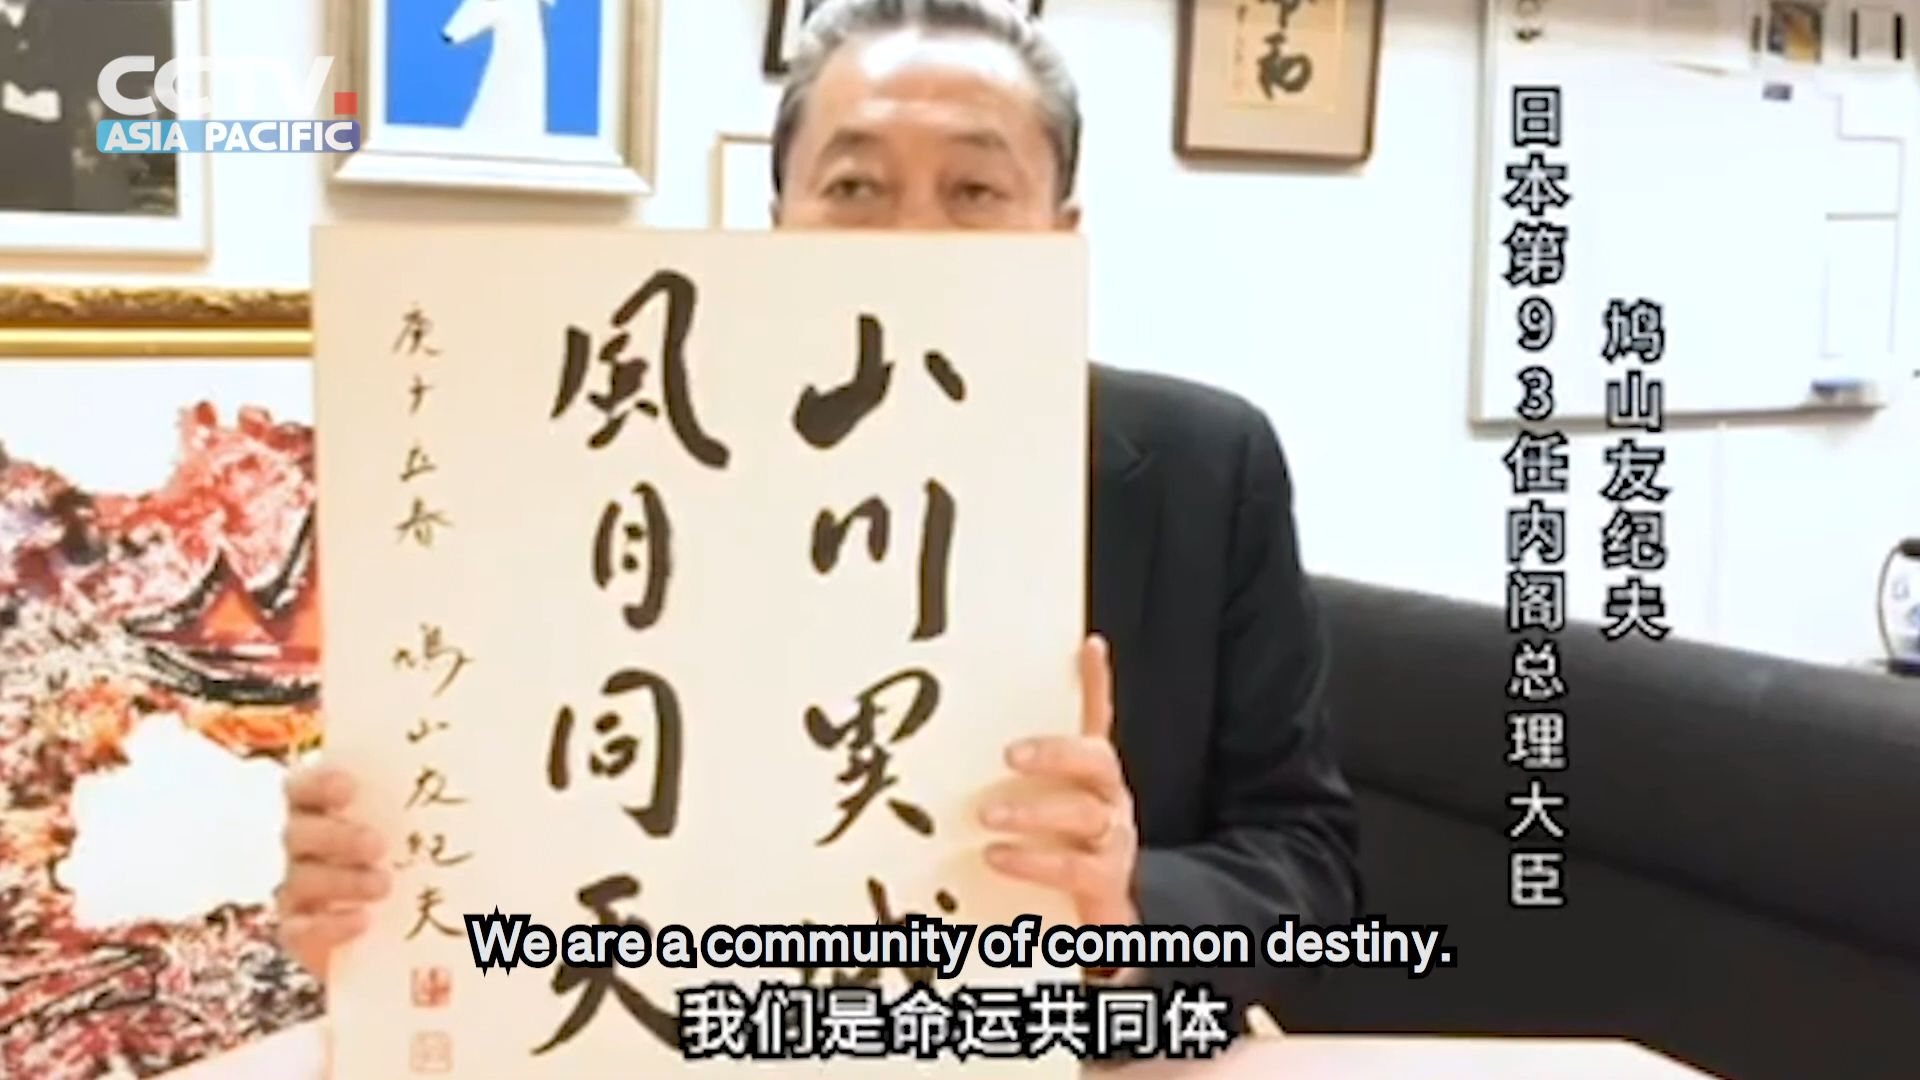 CCTV
ASIA PACIFIC
和
鸠山友纪夫
日本第93任内阁总理大臣
山川異域
風月同天
庚子立春 鳩山友紀夫
We are a community of common destiny.
我们是命运共同体